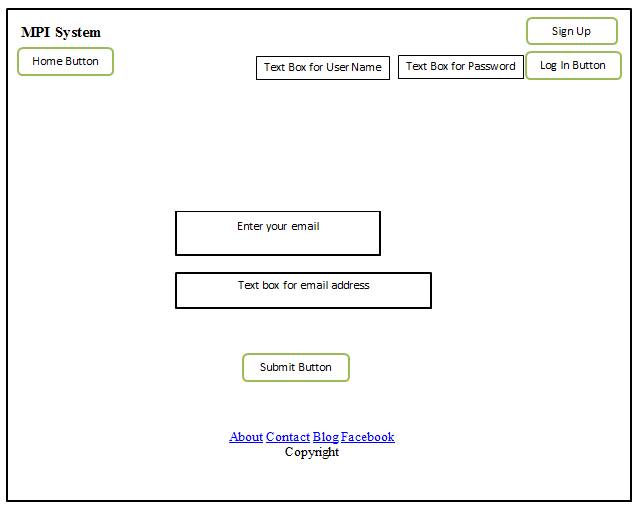 MPI System
Sign Up
Home Button
Text Box for User Name
Text Box for Password
Log In Button
Enter your email
Text box for email address
Submit Button
About Contact Blog Facebook
Copyright